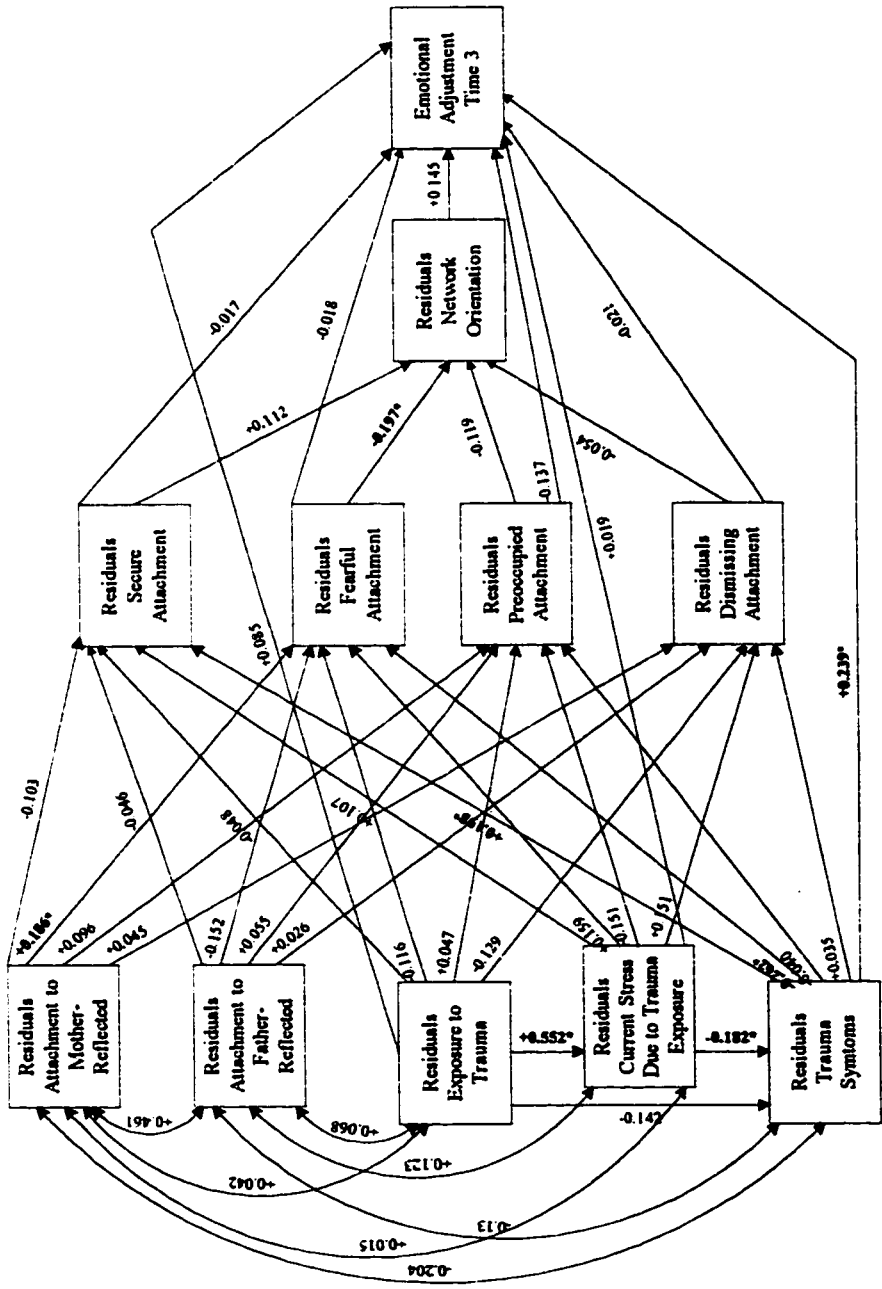 Residuals
Attachment to
Mother-
Reflected
Residuals
Attachment to
Father-
Reflected
Residuals
Exposure to
Trauma
Residuals
Current Stress
Due to Trauma
Exposure
Residuals
Trauma
Symtoms
Residuals
Secure
Attachment
Residuals
Fearful
Attachment
Residuals
Preoccupied
Attachment
Residuals
Dismissing
Attachment
Residuals
Network
Orientation
Emotional
Adjustment
Time 3
-0.103
+0.186*
+0.096
+0.045
-0.046
-0.152
+0.055
+0.026
+0.085
-0.048
+0.107
+0.047
-0.129
+0.159
+0.151
+0.035
+0.552*
-0.182*
-0.142
+0.461
+0.068
+0.042
+0.123
+0.015
-0.13
-0.204
-0.017
-0.018
+0.112
-0.197*
-0.119
-0.054
+0.145
-0.137
+0.019
-0.021
+0.239*